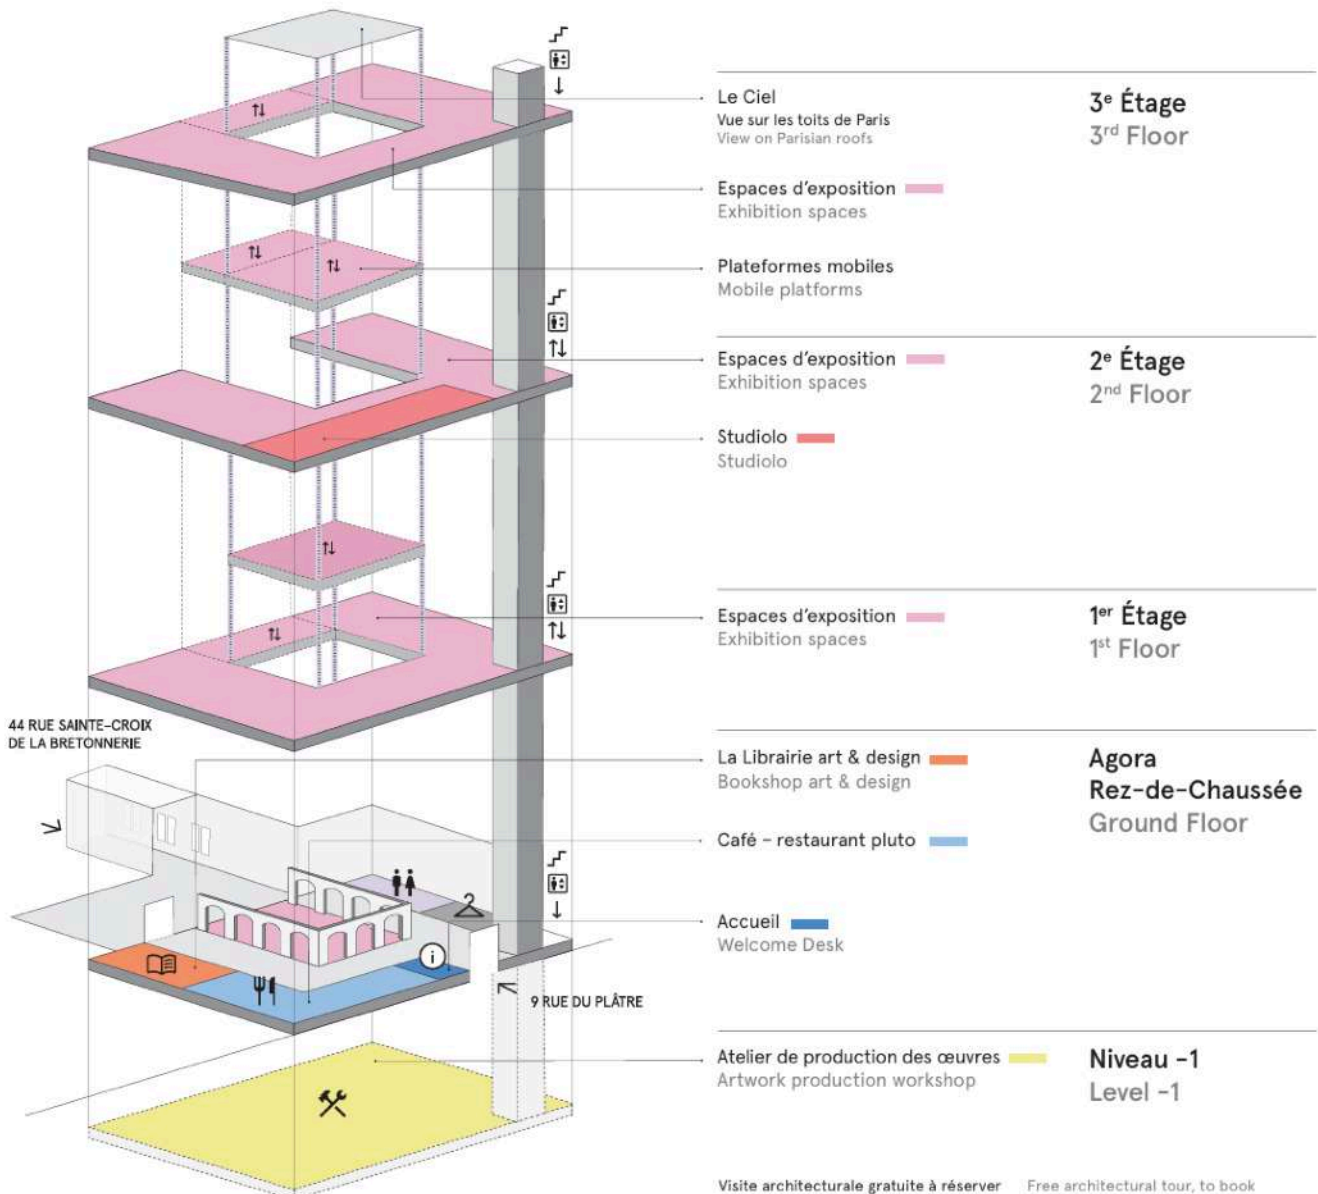 Le Ciel
Vue sur les toits de Paris
View on Parisian roofs
3e Étage
3rd Floor
Espaces d'exposition
Exhibition spaces
Plateformes mobiles
Mobile platforms
Espaces d'exposition
Exhibition spaces
2e Étage
2nd Floor
Studiolo
Studiolo
Espaces d'exposition
Exhibition spaces
1er Étage
1st Floor
44 RUE SAINTE-CROIX
DE LA BRETONNERIE
La Librairie art & design
Bookshop art & design
Agora
Rez-de-Chaussée
Ground Floor
Café – restaurant pluto
Accueil
Welcome Desk
i
9 RUE DU PLÂTRE
Atelier de production des œuvres
Artwork production workshop
Niveau -1
Level -1
Visite architecturale gratuite à réserver Free architectural tour, to book